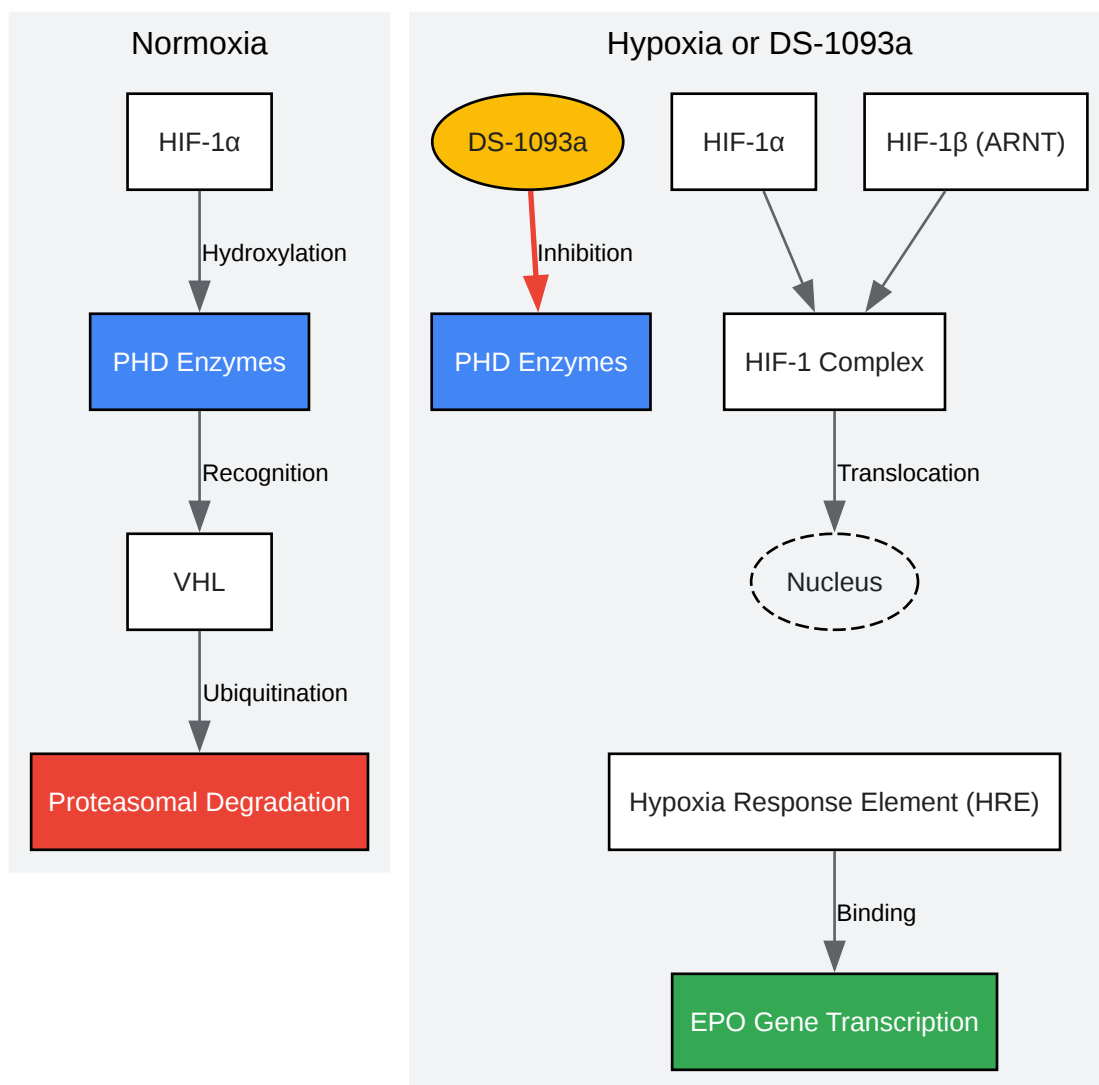 Normoxia
HIF-1α
Hydroxylation
PHD Enzymes
Recognition
VHL
Ubiquitination
Proteasomal Degradation
Hypoxia or DS-1093a
DS-1093a
HIF-1α
HIF-1β (ARNT)
Inhibition
PHD Enzymes
HIF-1 Complex
Translocation
Nucleus
Hypoxia Response Element (HRE)
Binding
EPO Gene Transcription